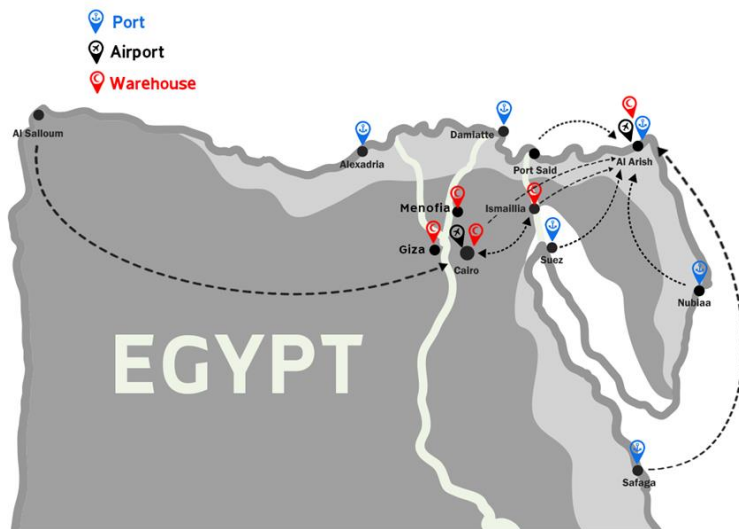 Port
Airport
Warehouse
Al Salloum
Alexadria
Damiatte
Port Said
Al Arish
Menofia
Ismaillia
Giza
Cairo
Suez
Nubiaa
EGYPT
Safaga